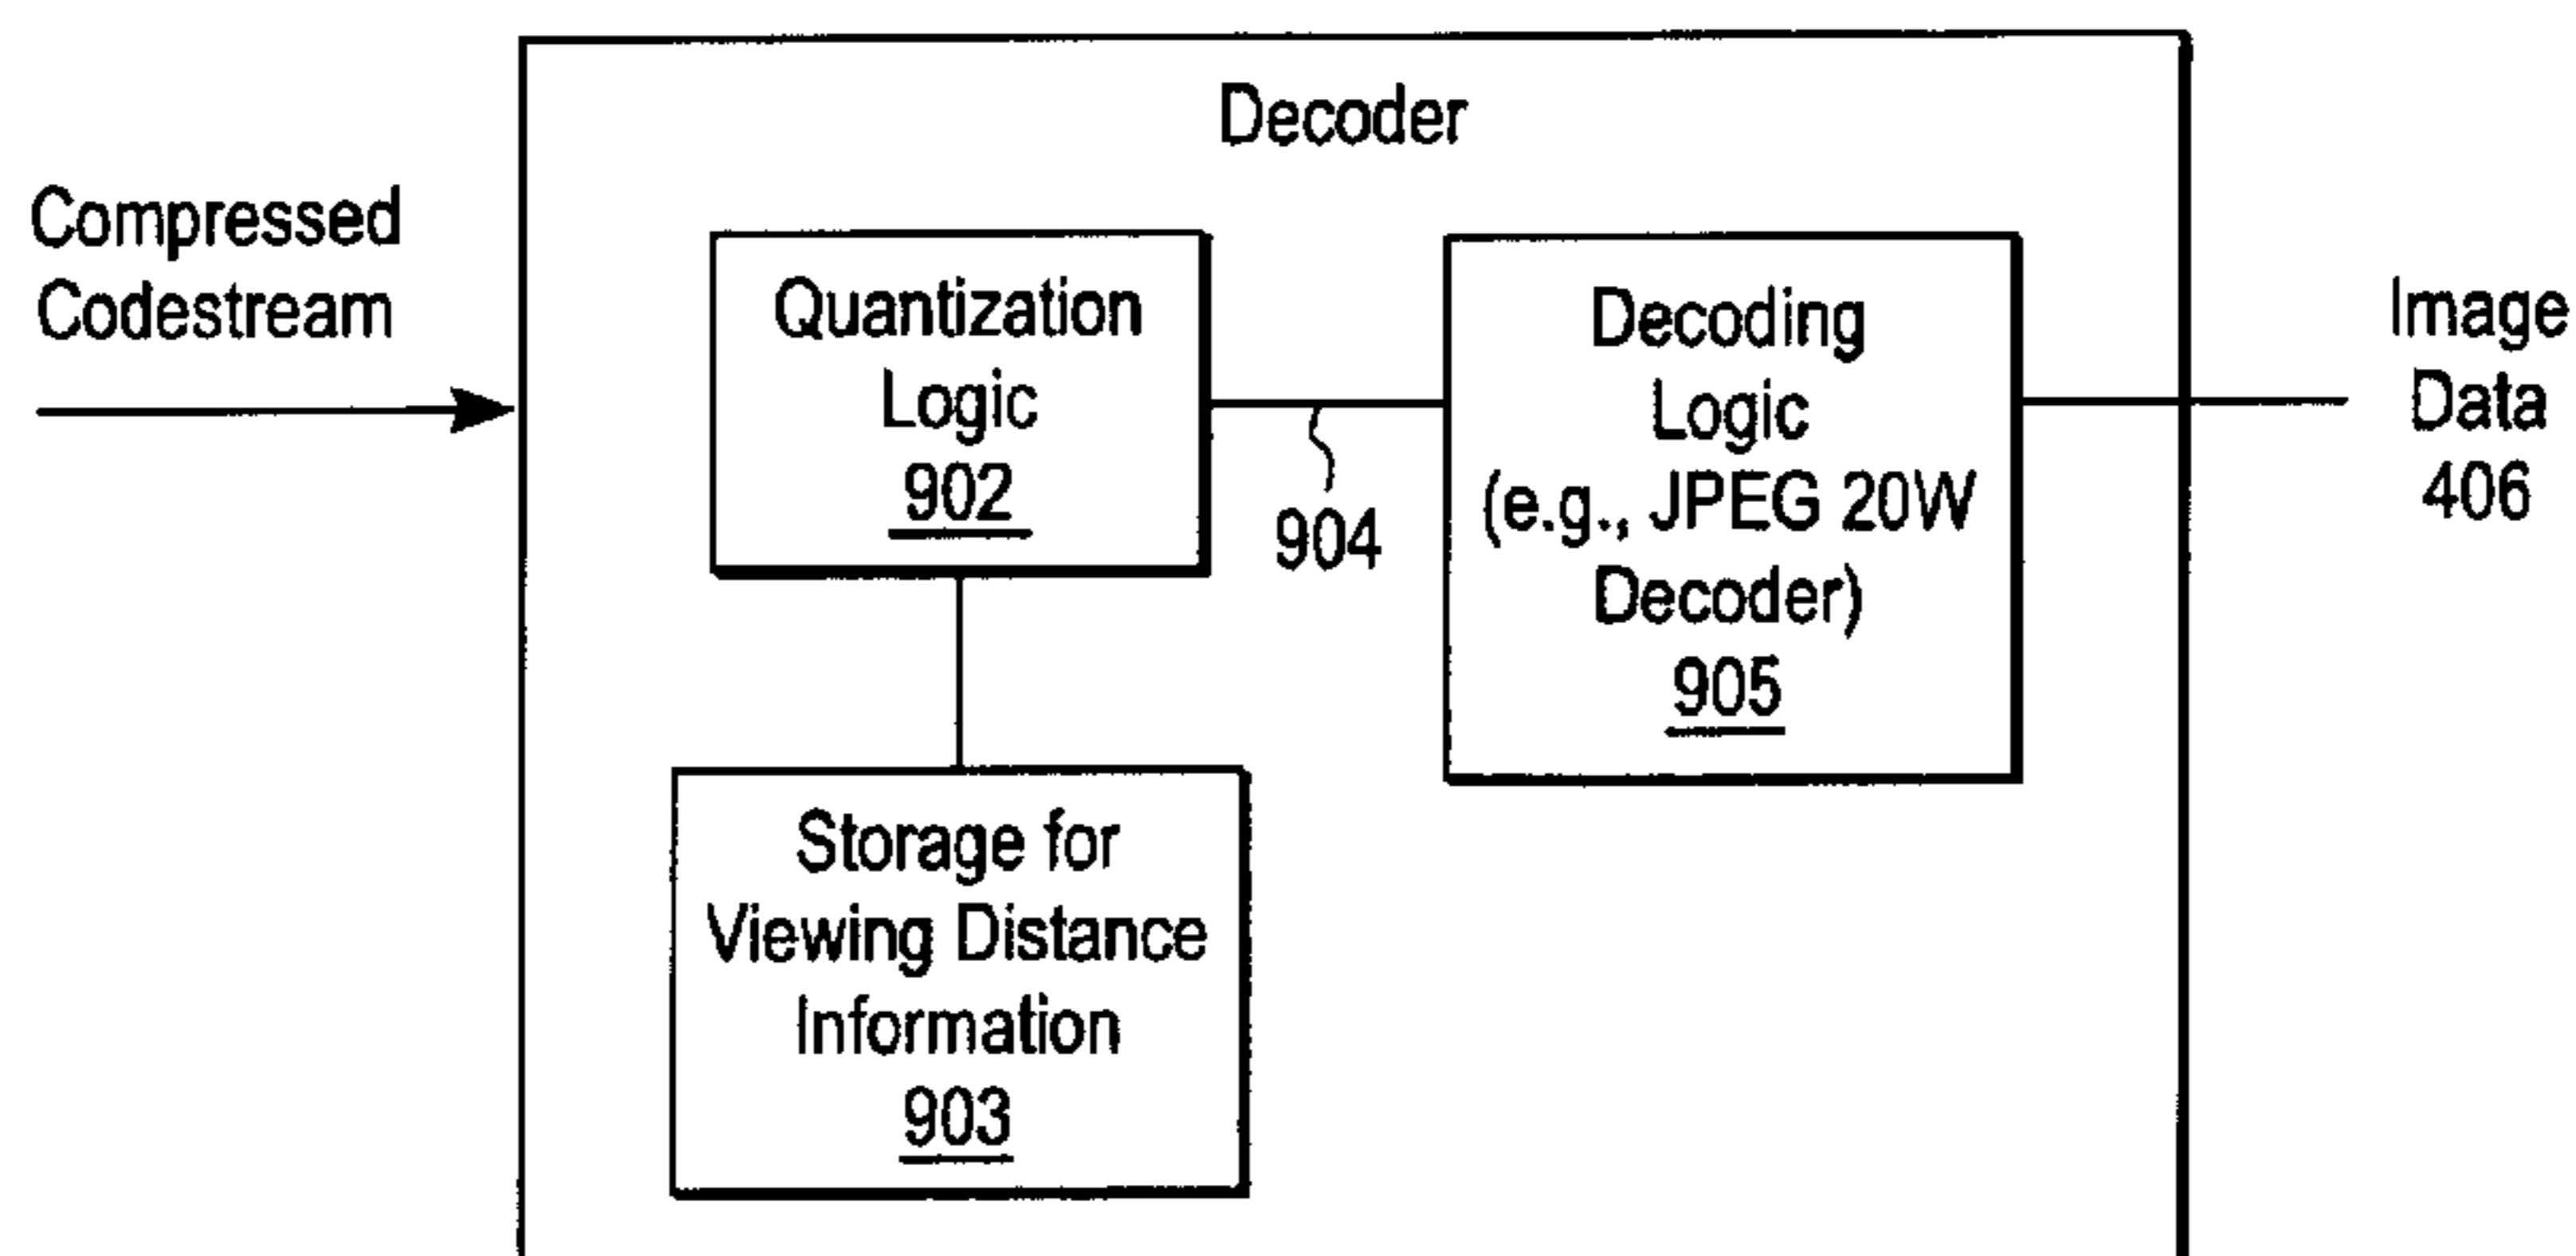 Decoder
Compressed
Codestream
Quantization
Logic
902
904
Decoding
Logic
(e.g., JPEG 20W
Decoder)
905
Image
Data
406
Storage for
Viewing Distance
Information
903